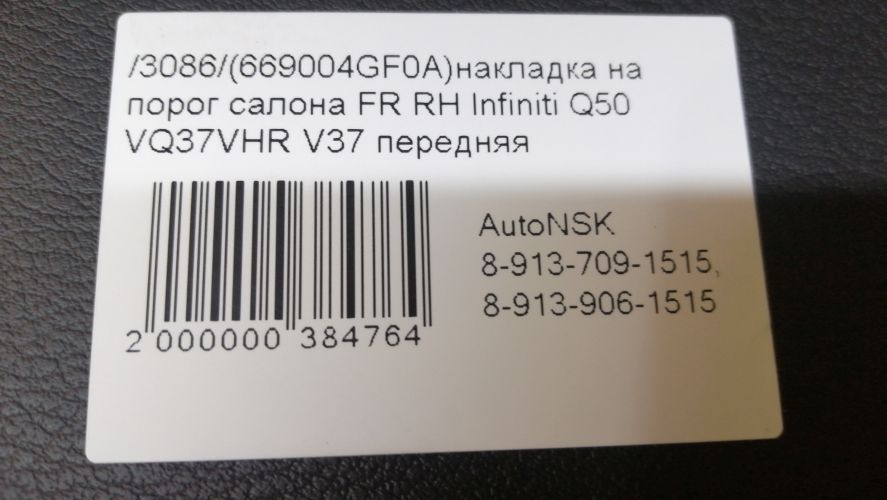 /3086/(669004GF0A)накладка на
порог салона FR RH Infiniti Q50
VQ37VHR V37 передняя
AutoNSK
8-913-709-1515,
8-913-906-1515
2 000000 384764